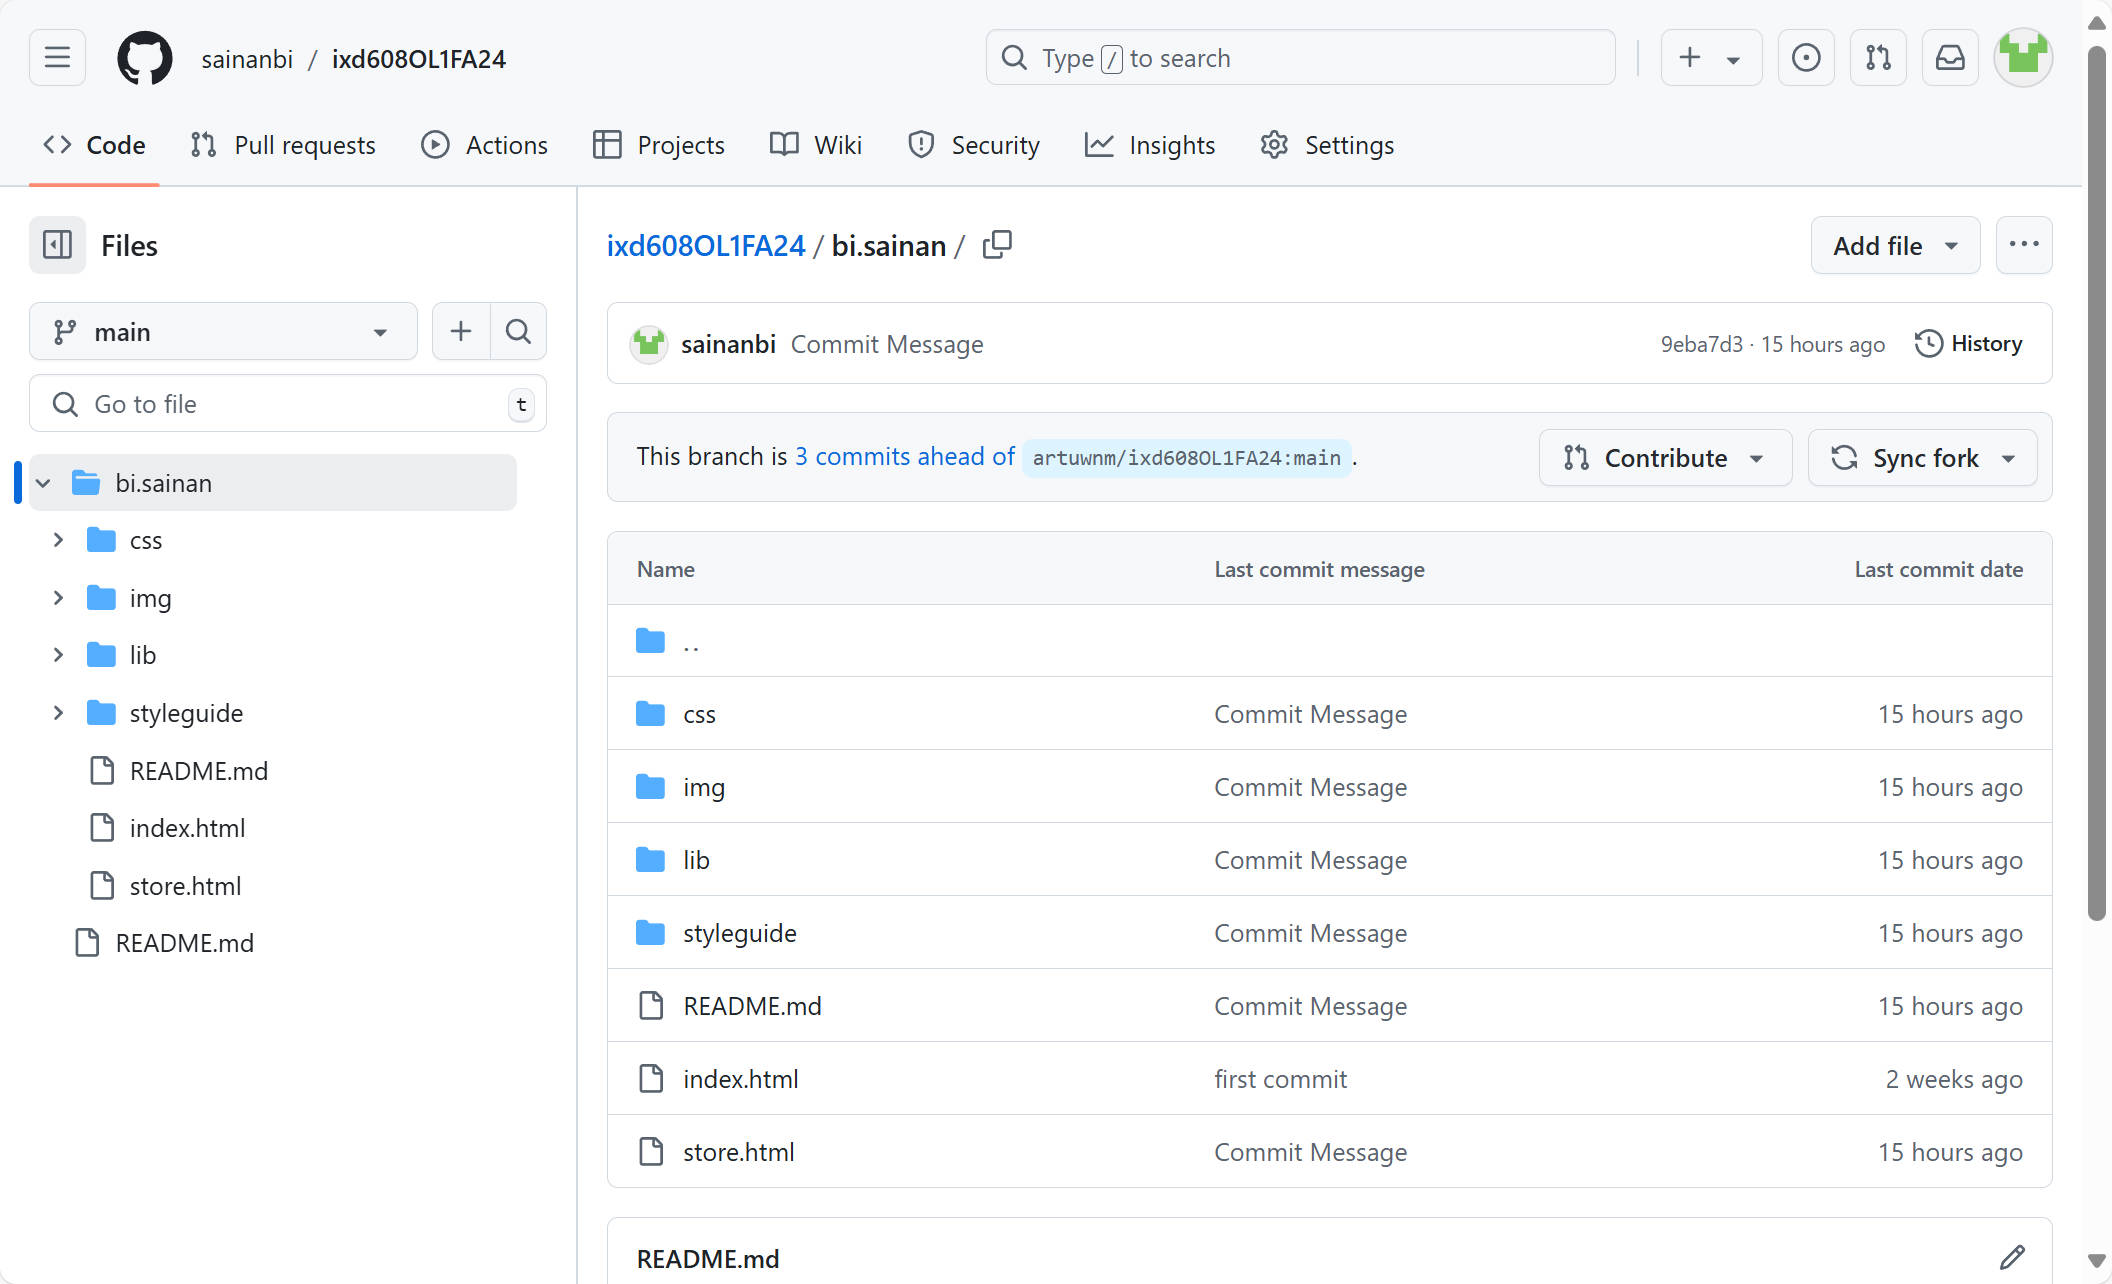 sainanbi / ixd608OL1FA24
Type / to search
Code Pull requests Actions Projects Wiki Security Insights Settings
Files
main
Go to file t
bi.sainan
css
img
lib
styleguide
README.md
index.html
store.html
README.md
ixd608OL1FA24 / bi.sainan /
Add file
sainanbi Commit Message 9eba7d3 · 15 hours ago History
This branch is 3 commits ahead of artuwnm/ixd608OL1FA24:main .
Contribute Sync fork
Name Last commit message Last commit date
..
css Commit Message 15 hours ago
img Commit Message 15 hours ago
lib Commit Message 15 hours ago
styleguide Commit Message 15 hours ago
README.md Commit Message 15 hours ago
index.html first commit 2 weeks ago
store.html Commit Message 15 hours ago
README.md